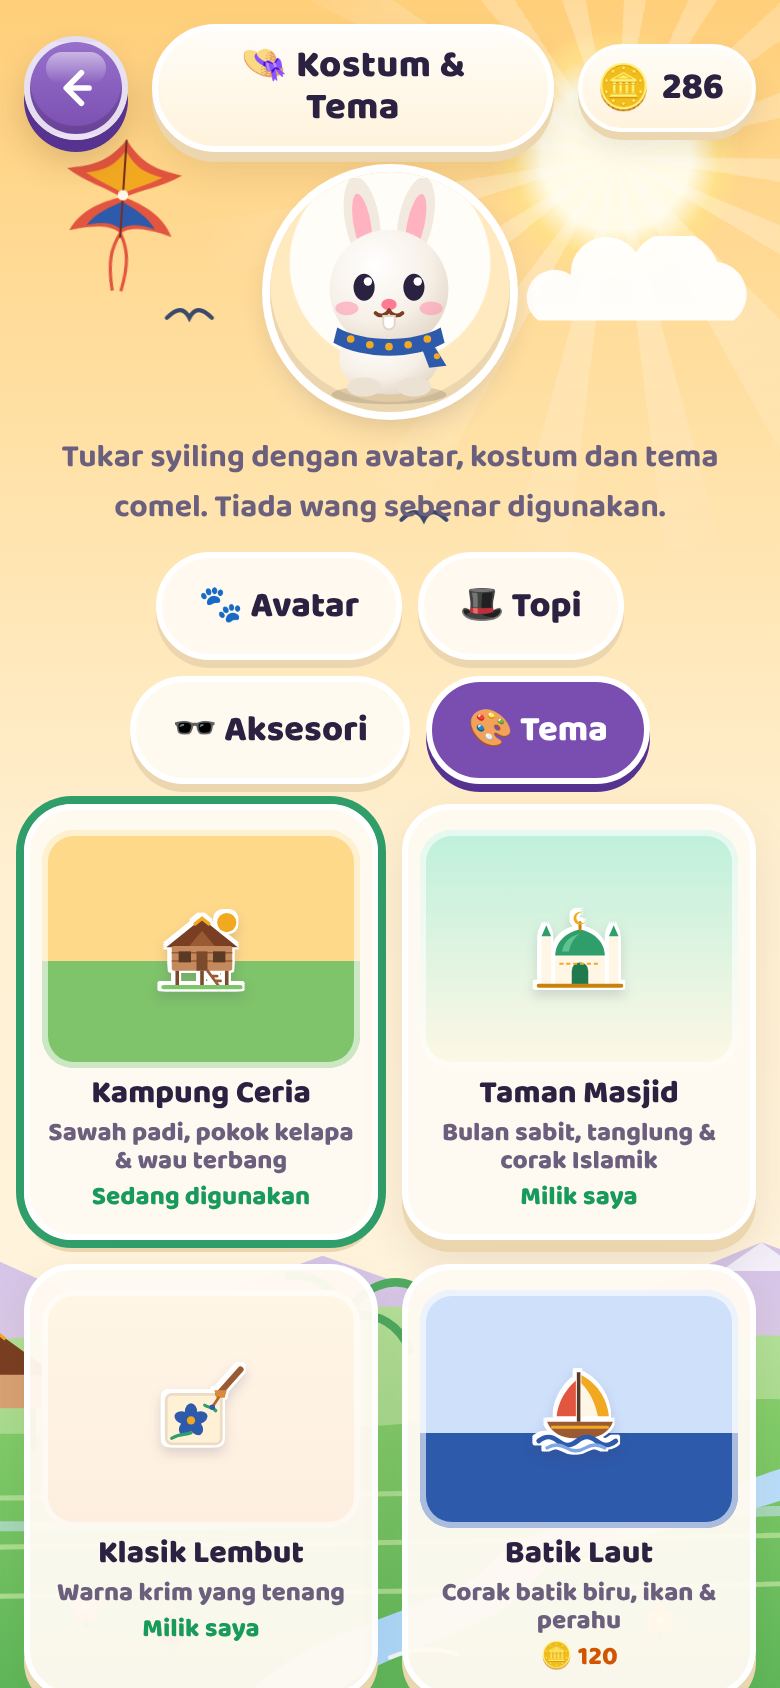 Kostum &
Tema
286
Tukar syiling dengan avatar, kostum dan tema
comel. Tiada wang sebenar digunakan.
Avatar
Topi
Aksesori
Tema
Kampung Ceria
Sawah padi, pokok kelapa
& wau terbang
Sedang digunakan
Taman Masjid
Bulan sabit, tanglung &
corak Islamik
Milik saya
Klasik Lembut
Warna krim yang tenang
Milik saya
Batik Laut
Corak batik biru, ikan &
perahu
120